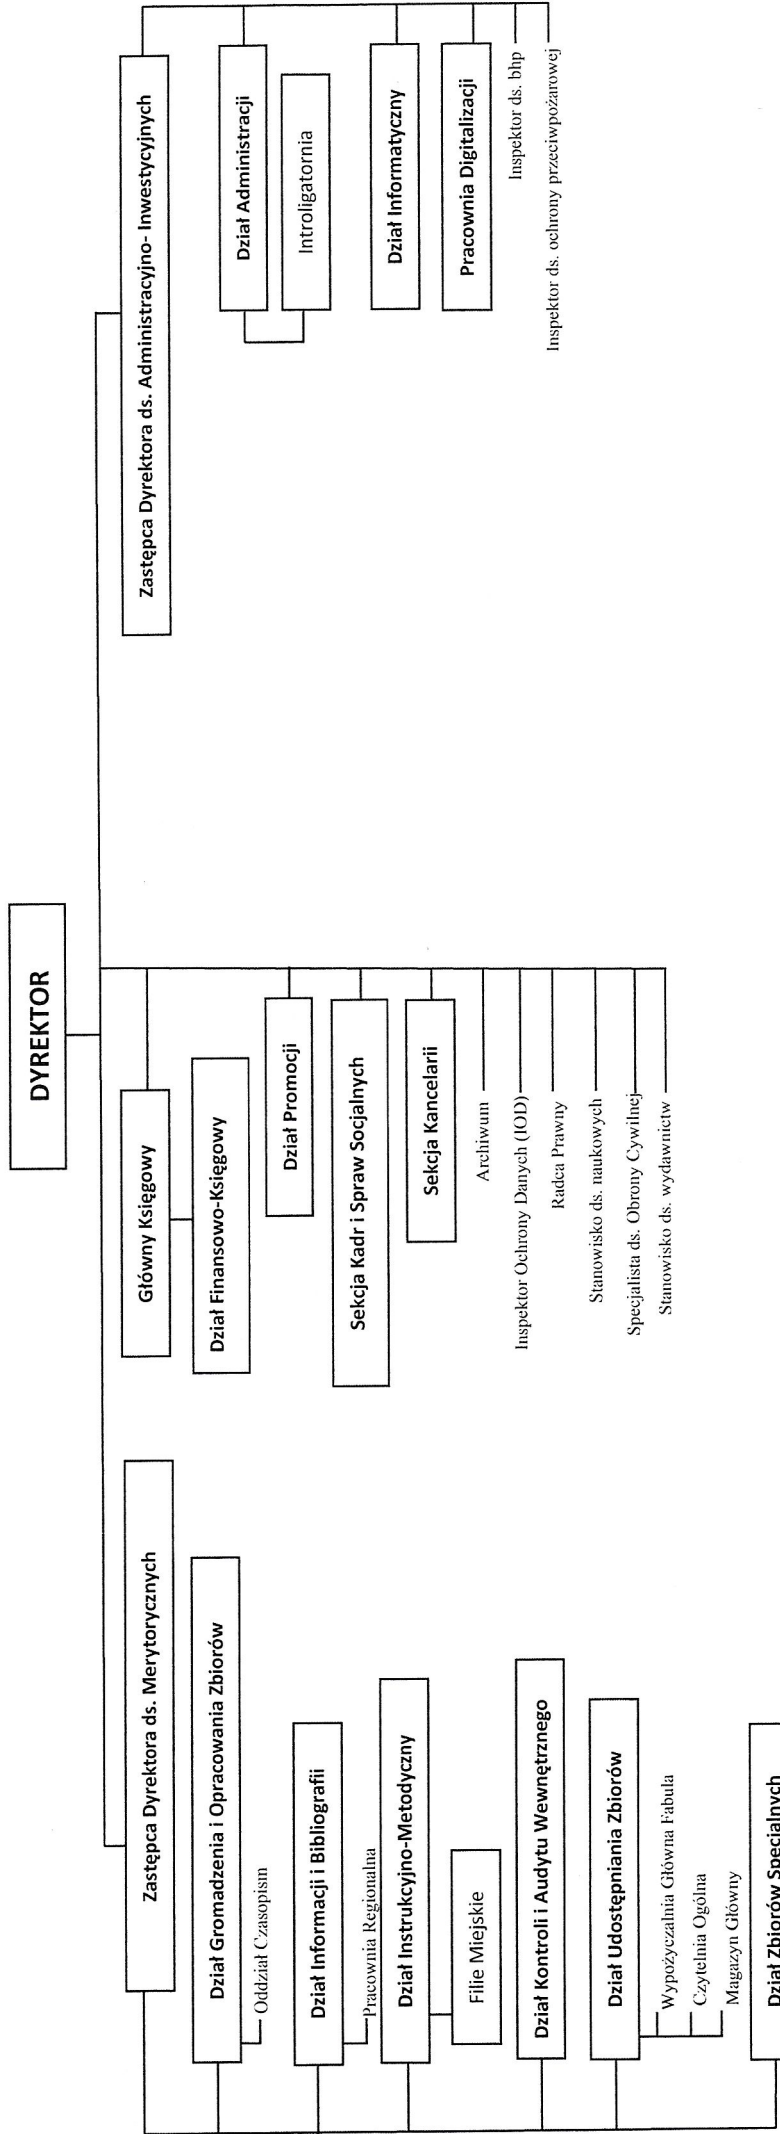 DYREKTOR
Zastępca Dyrektora ds. Merytorycznych
Dział Gromadzenia i Opracowania Zbiorów
Oddział Czasopism
Dział Informacji i Bibliografii
Pracownia Regionalna
Dział Instrukcyjno-Metodyczny
Filie Miejskie
Dział Kontroli i Audytu Wewnętrznego
Dział Udostępniania Zbiorów
Wypożyczalnia Główna Fabuła
Czytelnia Ogólna
Magazyn Główny
Dział Zbiorów Specjalnych
Główny Księgowy
Dział Finansowo-Księgowy
Dział Promocji
Sekcja Kadr i Spraw Socjalnych
Sekcja Kancelarii
Archiwum
Inspektor Ochrony Danych (IOD)
Radca Prawny
Stanowisko ds. naukowych
Specjalista ds. Obrony Cywilnej
Stanowisko ds. wydawnictw
Zastępca Dyrektora ds. Administracyjno- Inwestycyjnych
Dział Administracji
Introligatornia
Dział Informatyczny
Pracownia Digitalizacji
Inspektor ds. bhp
Inspektor ds. ochrony przeciwpożarowej